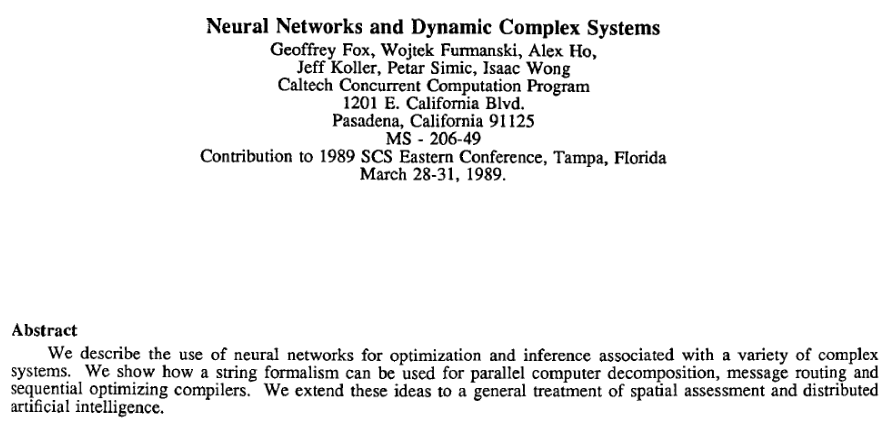 Neural Networks and Dynamic Complex Systems
Geoffrey Fox, Wojtek Furmanski, Alex Ho,
Jeff Koller, Petar Simic, Isaac Wong
Caltech Concurrent Computation Program
1201 E. California Blvd.
Pasadena, California 91125
MS - 206-49
Contribution to 1989 SCS Eastern Conference, Tampa, Florida
March 28-31, 1989.
Abstract
We describe the use of neural networks for optimization and inference associated with a variety of complex
systems. We show how a string formalism can be used for parallel computer decomposition, message routing and
sequential optimizing compilers. We extend these ideas to a general treatment of spatial assessment and distributed
artificial intelligence.